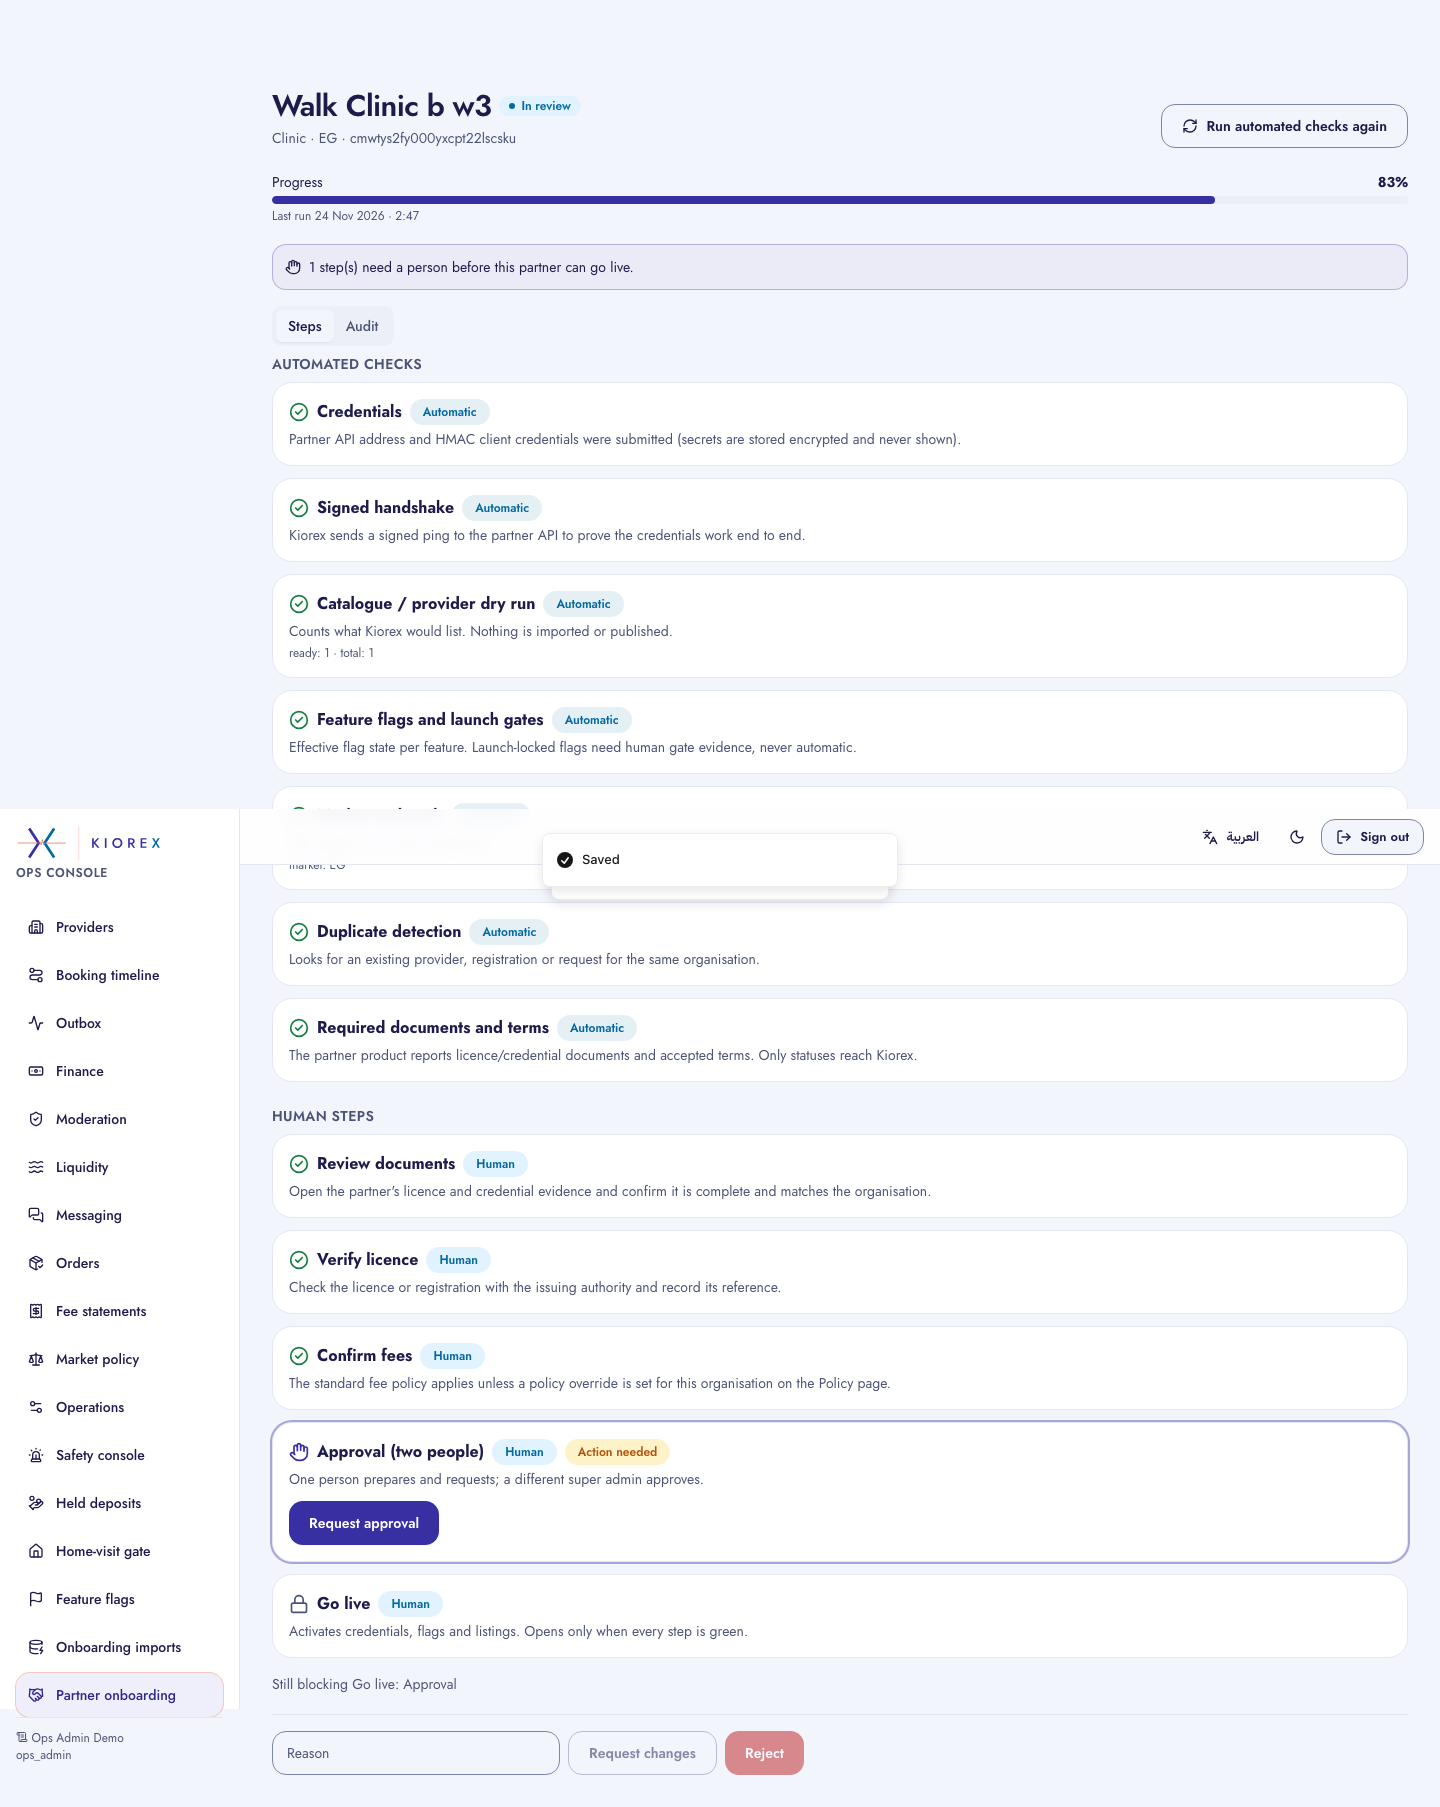 Walk Clinic b w3
In review
Clinic · EG · cmwtys2fy000yxcpt22lscsku
Run automated checks again
Progress
83%
Last run 24 Nov 2026 · 2:47
1 step(s) need a person before this partner can go live.
Steps
Audit
AUTOMATED CHECKS
Credentials
Automatic
Partner API address and HMAC client credentials were submitted (secrets are stored encrypted and never shown).
Signed handshake
Automatic
Kiorex sends a signed ping to the partner API to prove the credentials work end to end.
Catalogue / provider dry run
Automatic
Counts what Kiorex would list. Nothing is imported or published.
ready: 1 · total: 1
Feature flags and launch gates
Automatic
Effective flag state per feature. Launch-locked flags need human gate evidence, never automatic.
KIOREX
OPS CONSOLE
Saved
العربية
Sign out
market: EG
Duplicate detection
Automatic
Looks for an existing provider, registration or request for the same organisation.
Required documents and terms
Automatic
The partner product reports licence/credential documents and accepted terms. Only statuses reach Kiorex.
HUMAN STEPS
Review documents
Human
Open the partner's licence and credential evidence and confirm it is complete and matches the organisation.
Verify licence
Human
Check the licence or registration with the issuing authority and record its reference.
Confirm fees
Human
The standard fee policy applies unless a policy override is set for this organisation on the Policy page.
Approval (two people)
Human
Action needed
One person prepares and requests; a different super admin approves.
Request approval
Go live
Human
Activates credentials, flags and listings. Opens only when every step is green.
Still blocking Go live: Approval
Reason
Request changes
Reject
Providers
Booking timeline
Outbox
Finance
Moderation
Liquidity
Messaging
Orders
Fee statements
Market policy
Operations
Safety console
Held deposits
Home-visit gate
Feature flags
Onboarding imports
Partner onboarding
Ops Admin Demo
ops_admin